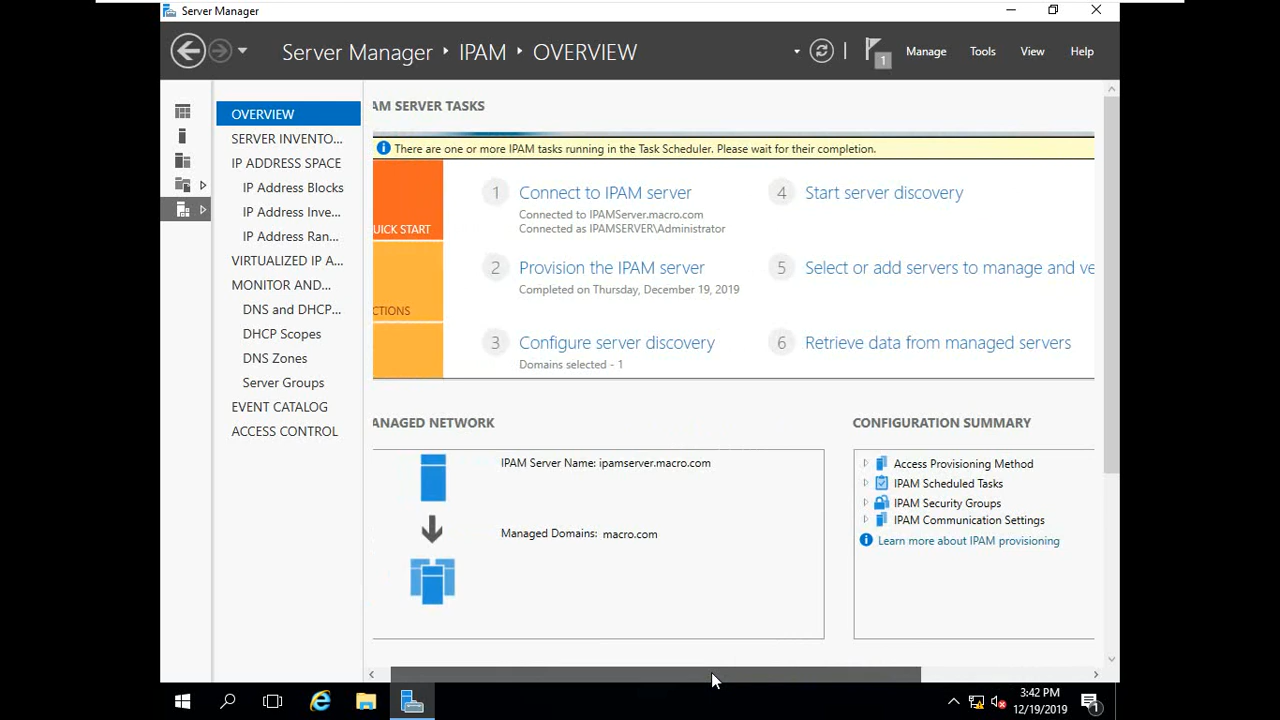 Server Manager
Server Manager ‣ IPAM ‣ OVERVIEW
1
Manage Tools View Help
OVERVIEW
SERVER INVENTO...
IP ADDRESS SPACE
IP Address Blocks
IP Address Inve...
IP Address Ran...
VIRTUALIZED IP A...
MONITOR AND...
DNS and DHCP...
DHCP Scopes
DNS Zones
Server Groups
EVENT CATALOG
ACCESS CONTROL
AM SERVER TASKS
There are one or more IPAM tasks running in the Task Scheduler. Please wait for their completion.
UICK START
CTIONS
1 Connect to IPAM server
Connected to IPAMServer.macro.com
Connected as IPAMSERVER\Administrator
2 Provision the IPAM server
Completed on Thursday, December 19, 2019
3 Configure server discovery
Domains selected - 1
4 Start server discovery
5 Select or add servers to manage and ve
6 Retrieve data from managed servers
ANAGED NETWORK
IPAM Server Name: ipamserver.macro.com
Managed Domains: macro.com
CONFIGURATION SUMMARY
Access Provisioning Method
IPAM Scheduled Tasks
IPAM Security Groups
IPAM Communication Settings
Learn more about IPAM provisioning
3:42 PM
12/19/2019
1